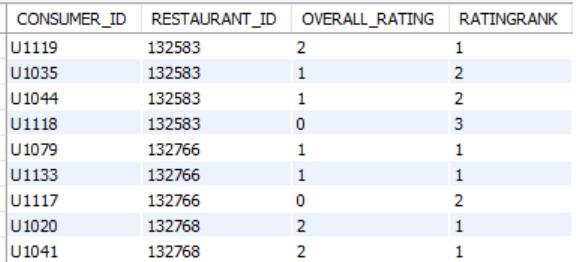 CONSUMER_ID RESTAURANT_ID OVERALL_RATING RATINGRANK
U1119 132583 2 1
U1035 132583 1 2
U1044 132583 1 2
U1118 132583 0 3
U1079 132766 1 1
U1133 132766 1 1
U1117 132766 0 2
U1020 132768 2 1
U1041 132768 2 1